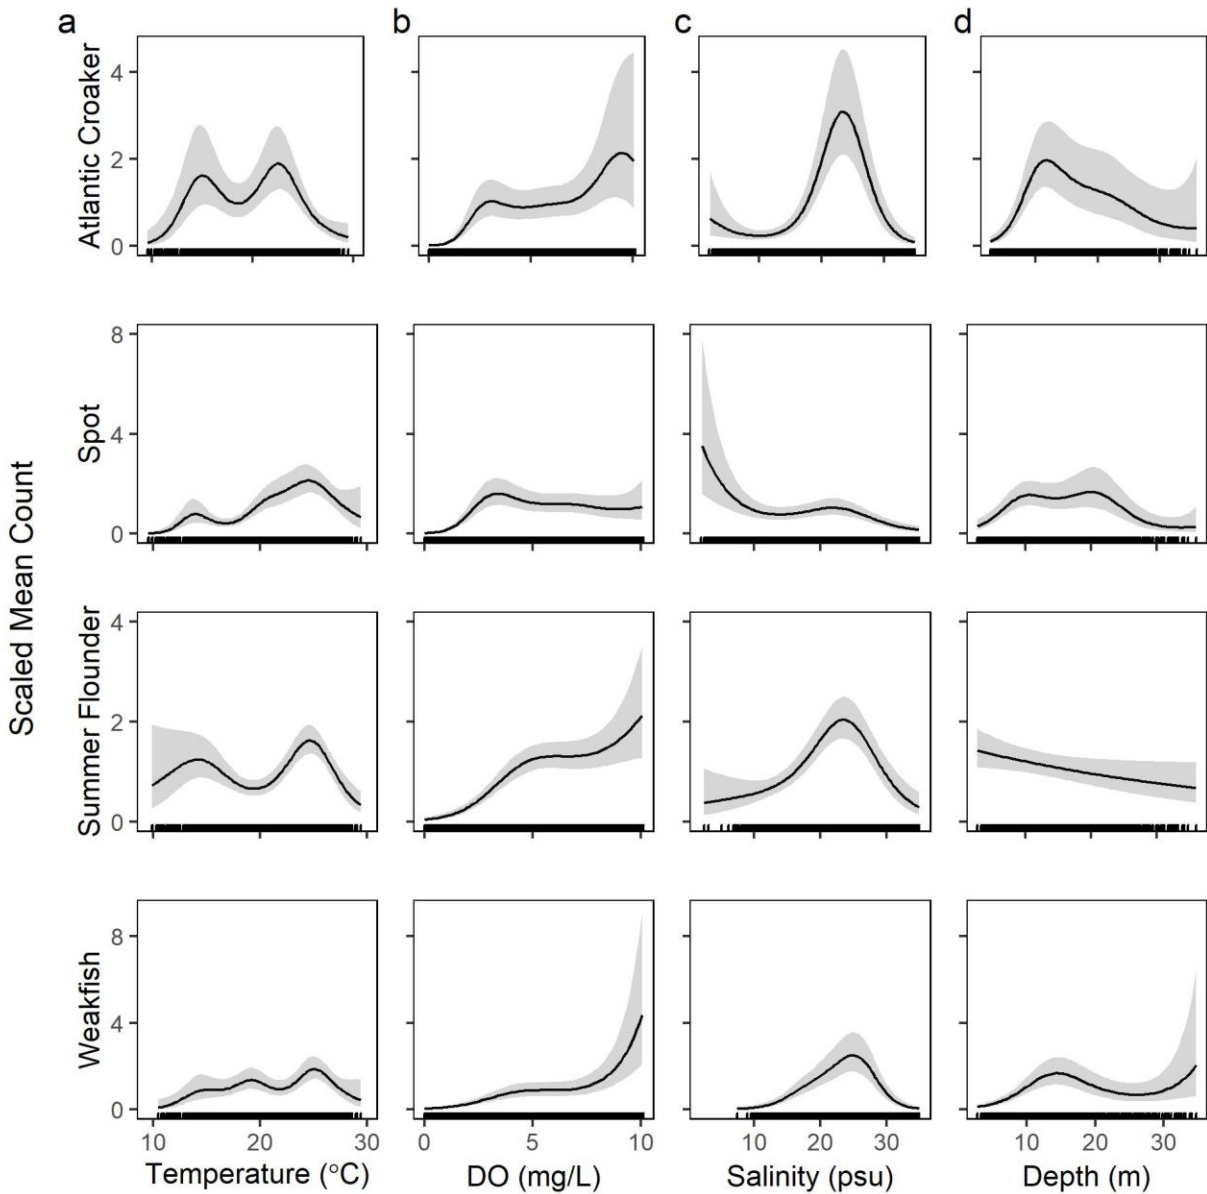 a b c d
Scaled Mean Count
Atlantic Croaker
4
2
0
Spot
8
4
0
Summer Flounder
4
2
0
Weakfish
8
4
0
10 20 30 0 5 10 10 20 30 10 20 30
Temperature (°C) DO (mg/L) Salinity (psu) Depth (m)